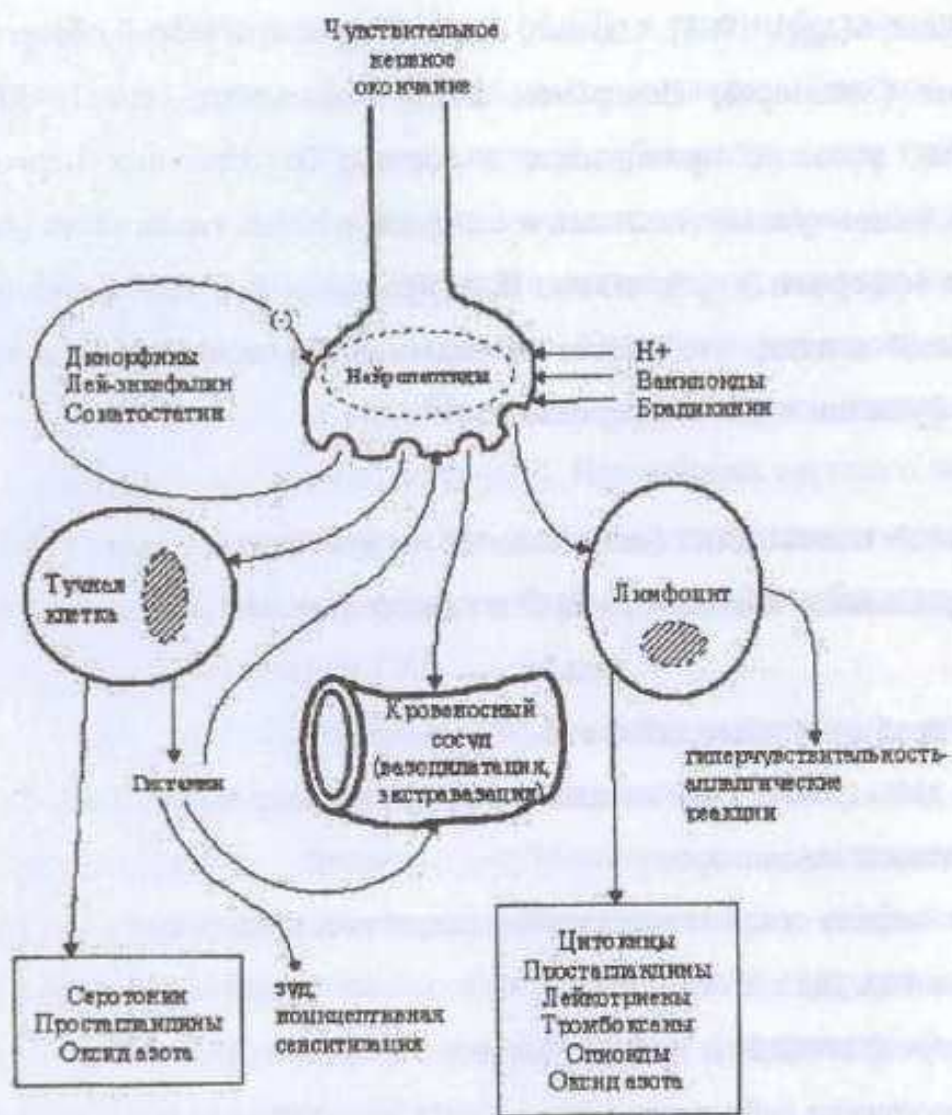 Чувствительное
нервное
окончание
(-)
Динорфины
Лей-энкефалин
Соматостатин
Нейропептиды
H+
Ванилоиды
Брадикинин
Тучная
клетка
Лимфоцит
Кровеносный
сосуд
(вазодилатация,
экстравазация)
Гистамин
гиперчувствительность-
аллергические
реакции
Серотонин
Простагландины
Оксид азота
зуд,
ноцицептивная
сенситизация
Цитокины
Простагландины
Лейкотриены
Тромбоксаны
Опиоиды
Оксид азота